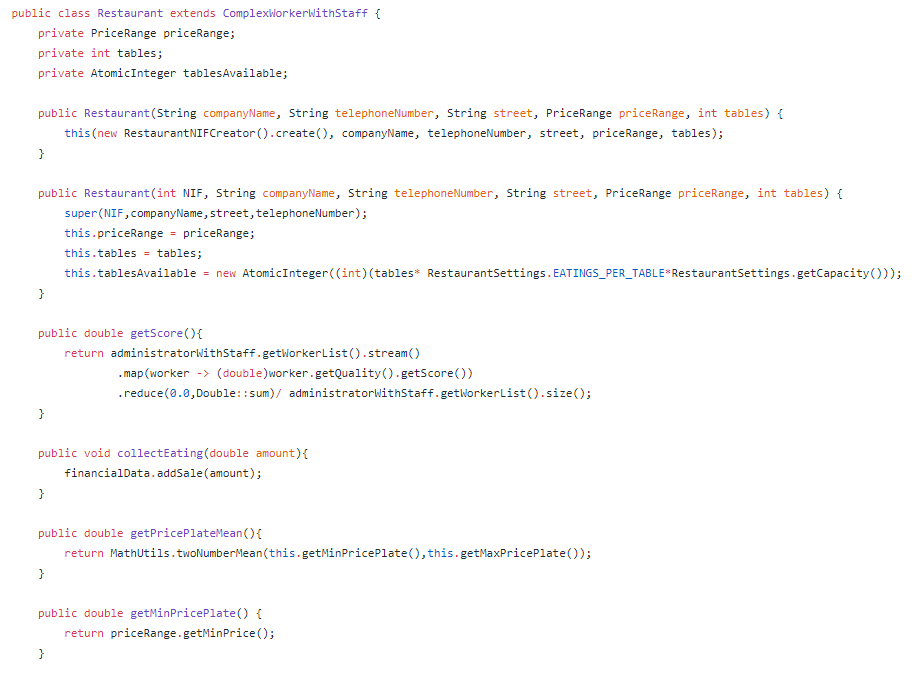 public class Restaurant extends ComplexWorkerWithStaff {
    private PriceRange priceRange;
    private int tables;
    private AtomicInteger tablesAvailable;

    public Restaurant(String companyName, String telephoneNumber, String street, PriceRange priceRange, int tables) {
        this(new RestaurantNIFCreator().create(), companyName, telephoneNumber, street, priceRange, tables);
    }

    public Restaurant(int NIF, String companyName, String telephoneNumber, String street, PriceRange priceRange, int tables) {
        super(NIF,companyName,street,telephoneNumber);
        this.priceRange = priceRange;
        this.tables = tables;
        this.tablesAvailable = new AtomicInteger((int)(tables* RestaurantSettings.EATINGS_PER_TABLE*RestaurantSettings.getCapacity()));
    }

    public double getScore(){
        return administratorWithStaff.getWorkerList().stream()
                .map(worker -> (double)worker.getQuality().getScore())
                .reduce(0.0,Double::sum)/ administratorWithStaff.getWorkerList().size();
    }

    public void collectEating(double amount){
        financialData.addSale(amount);
    }

    public double getPricePlateMean(){
        return MathUtils.twoNumberMean(this.getMinPricePlate(),this.getMaxPricePlate());
    }

    public double getMinPricePlate() {
        return priceRange.getMinPrice();
    }